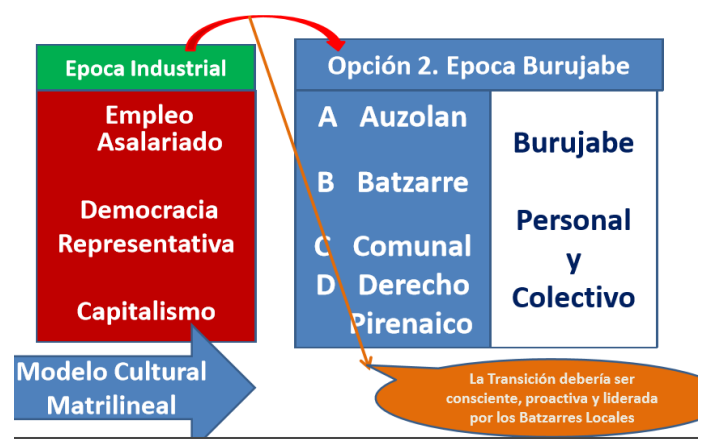 Epoca Industrial
Empleo
Asalariado
Democracia
Representativa
Capitalismo
Modelo Cultural
Matrilineal
Opción 2. Epoca Burujabe
A Auzolan
B Batzarre
C Comunal
D Derecho
Pirenaico
Burujabe
Personal
y
Colectivo
La Transición debería ser
consciente, proactiva y liderada
por los Batzarres Locales